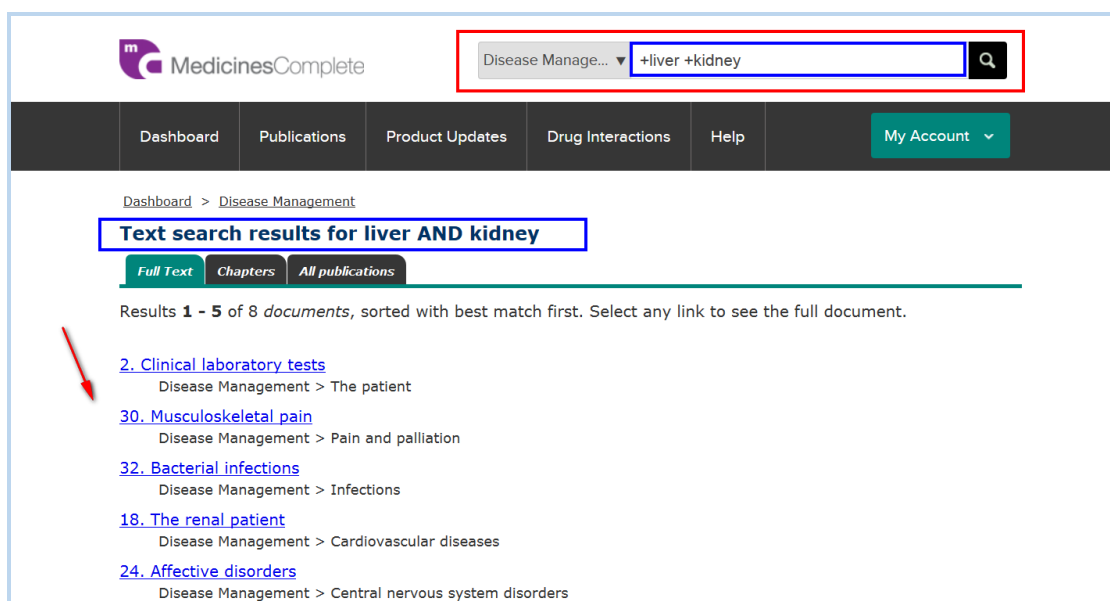 m
MedicinesComplete
Disease Manage... ▼ +liver +kidney
Dashboard Publications Product Updates Drug Interactions Help My Account
Dashboard > Disease Management
Text search results for liver AND kidney
Full Text Chapters All publications
Results 1 - 5 of 8 documents, sorted with best match first. Select any link to see the full document.
2. Clinical laboratory tests
Disease Management > The patient
30. Musculoskeletal pain
Disease Management > Pain and palliation
32. Bacterial infections
Disease Management > Infections
18. The renal patient
Disease Management > Cardiovascular diseases
24. Affective disorders
Disease Management > Central nervous system disorders